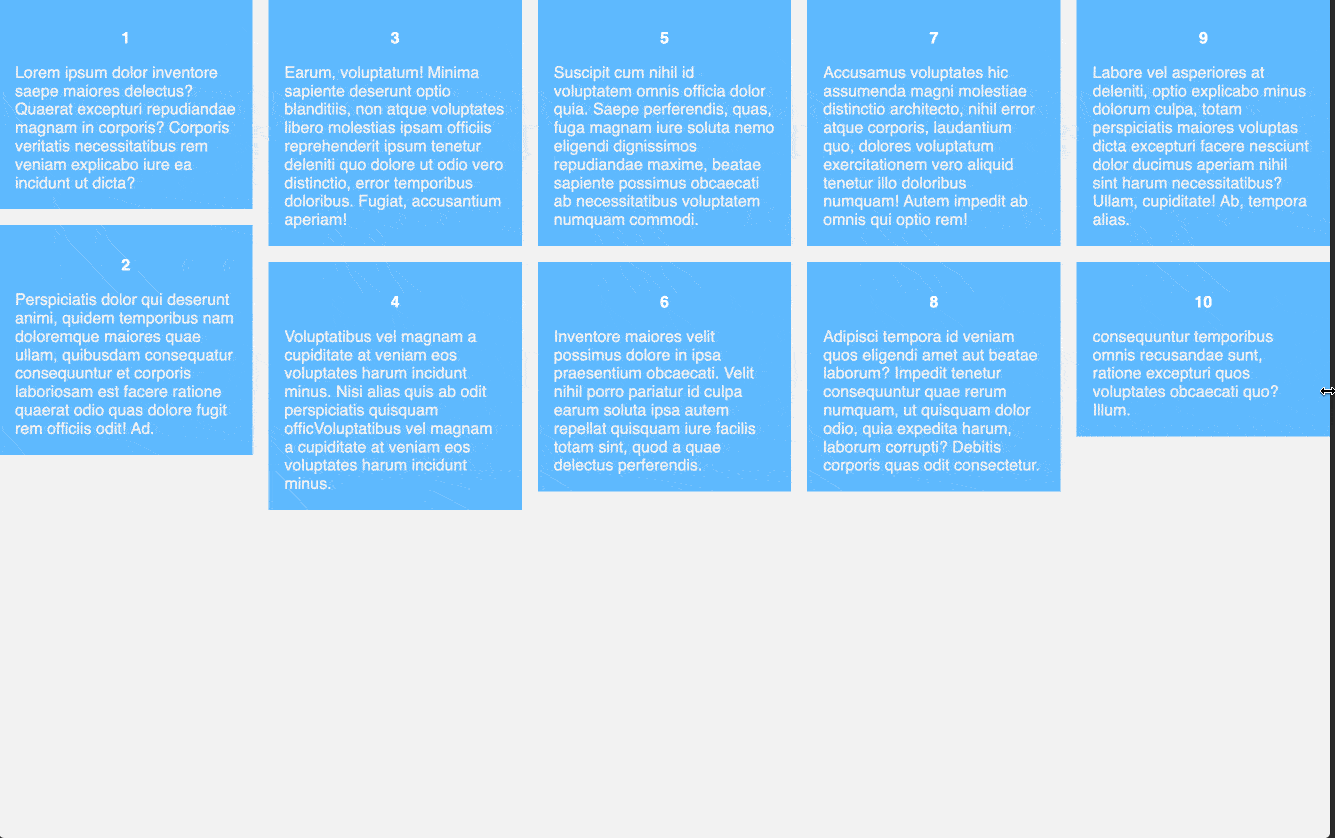 1
Lorem ipsum dolor inventore
saepe maiores delectus?
Quaerat excepturi repudiandae
magnam in corporis? Corporis
veritatis necessitatibus rem
veniam explicabo iure ea
incidunt ut dicta?
2
Perspiciatis dolor qui deserunt
animi, quidem temporibus nam
doloremque maiores quae
ullam, quibusdam consequatur
consequuntur et corporis
laboriosam est facere ratione
quaerat odio quas dolore fugit
rem officiis odit! Ad.
3
Earum, voluptatum! Minima
sapiente deserunt optio
blanditiis, non atque voluptates
libero molestias ipsam officiis
reprehenderit ipsum tenetur
deleniti quo dolore ut odio vero
distinctio, error temporibus
doloribus. Fugiat, accusantium
aperiam!
4
Voluptatibus vel magnam a
cupiditate at veniam eos
voluptates harum incidunt
minus. Nisi alias quis ab odit
perspiciatis quisquam
officVoluptatibus vel magnam
a cupiditate at veniam eos
voluptates harum incidunt
minus.
5
Suscipit cum nihil id
voluptatem omnis officia dolor
quia. Saepe perferendis, quas,
fuga magnam iure soluta nemo
eligendi dignissimos
repudiandae maxime, beatae
sapiente possimus obcaecati
ab necessitatibus voluptatem
numquam commodi.
6
Inventore maiores velit
possimus dolore in ipsa
praesentium obcaecati. Velit
nihil porro pariatur id culpa
earum soluta ipsa autem
repellat quisquam iure facilis
totam sint, quod a quae
delectus perferendis.
7
Accusamus voluptates hic
assumenda magni molestiae
distinctio architecto, nihil error
atque corporis, laudantium
quo, dolores voluptatum
exercitationem vero aliquid
tenetur illo doloribus
numquam! Autem impedit ab
omnis qui optio rem!
8
Adipisci tempora id veniam
quos eligendi amet aut beatae
laborum? Impedit tenetur
consequuntur quae rerum
numquam, ut quisquam dolor
odio, quia expedita harum,
laborum corrupti? Debitis
corporis quas odit consectetur.
9
Labore vel asperiores at
deleniti, optio explicabo minus
dolorum culpa, totam
perspiciatis maiores voluptas
dicta excepturi facere nesciunt
dolor ducimus aperiam nihil
sint harum necessitatibus?
Ullam, cupiditate! Ab, tempora
alias.
10
consequuntur temporibus
omnis recusandae sunt,
ratione excepturi quos
voluptates obcaecati quo?
Illum.